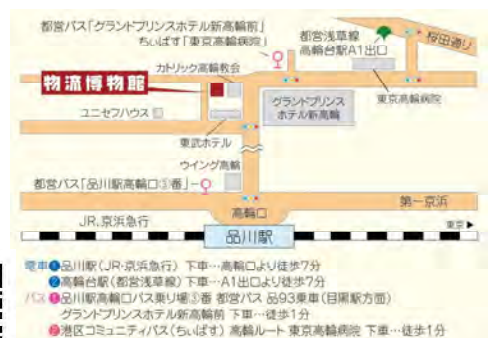 都営バス「グランドプリンスホテル新高輪前」
ちぃばす「東京高輪病院」
都営浅草線
高輪台駅A1出口
桜田通り
カトリック高輪教会
物流博物館
ユニセフハウス
グランドプリンス
ホテル新高輪
東京高輪病院
東武ホテル
ウイング高輪
都営バス「品川駅高輪口⑤番」
第一京浜
高輪口
JR、京浜急行
品川駅
東京▶
電車❶品川駅(JR・京浜急行) 下車…高輪口より徒歩7分
❷高輪台駅(都営浅草線) 下車…A1出口より徒歩7分
バス❶品川駅高輪口バス乗り場⑤番 都営バス 品93乗車(目黒駅方面)
グランドプリンスホテル新高輪前 下車…徒歩1分
❷港区コミュニティバス(ちぃばす) 高輪ルート 東京高輪病院 下車…徒歩1分